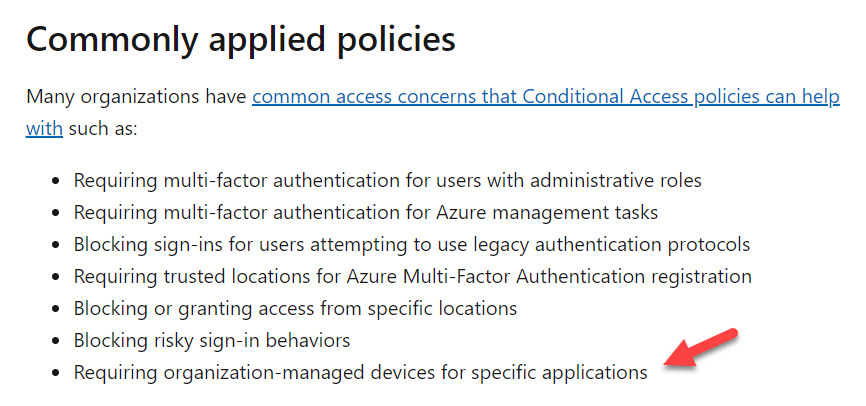 Commonly applied policies
Many organizations have common access concerns that Conditional Access policies can help
with such as:
• Requiring multi-factor authentication for users with administrative roles
• Requiring multi-factor authentication for Azure management tasks
• Blocking sign-ins for users attempting to use legacy authentication protocols
• Requiring trusted locations for Azure Multi-Factor Authentication registration
• Blocking or granting access from specific locations
• Blocking risky sign-in behaviors
• Requiring organization-managed devices for specific applications